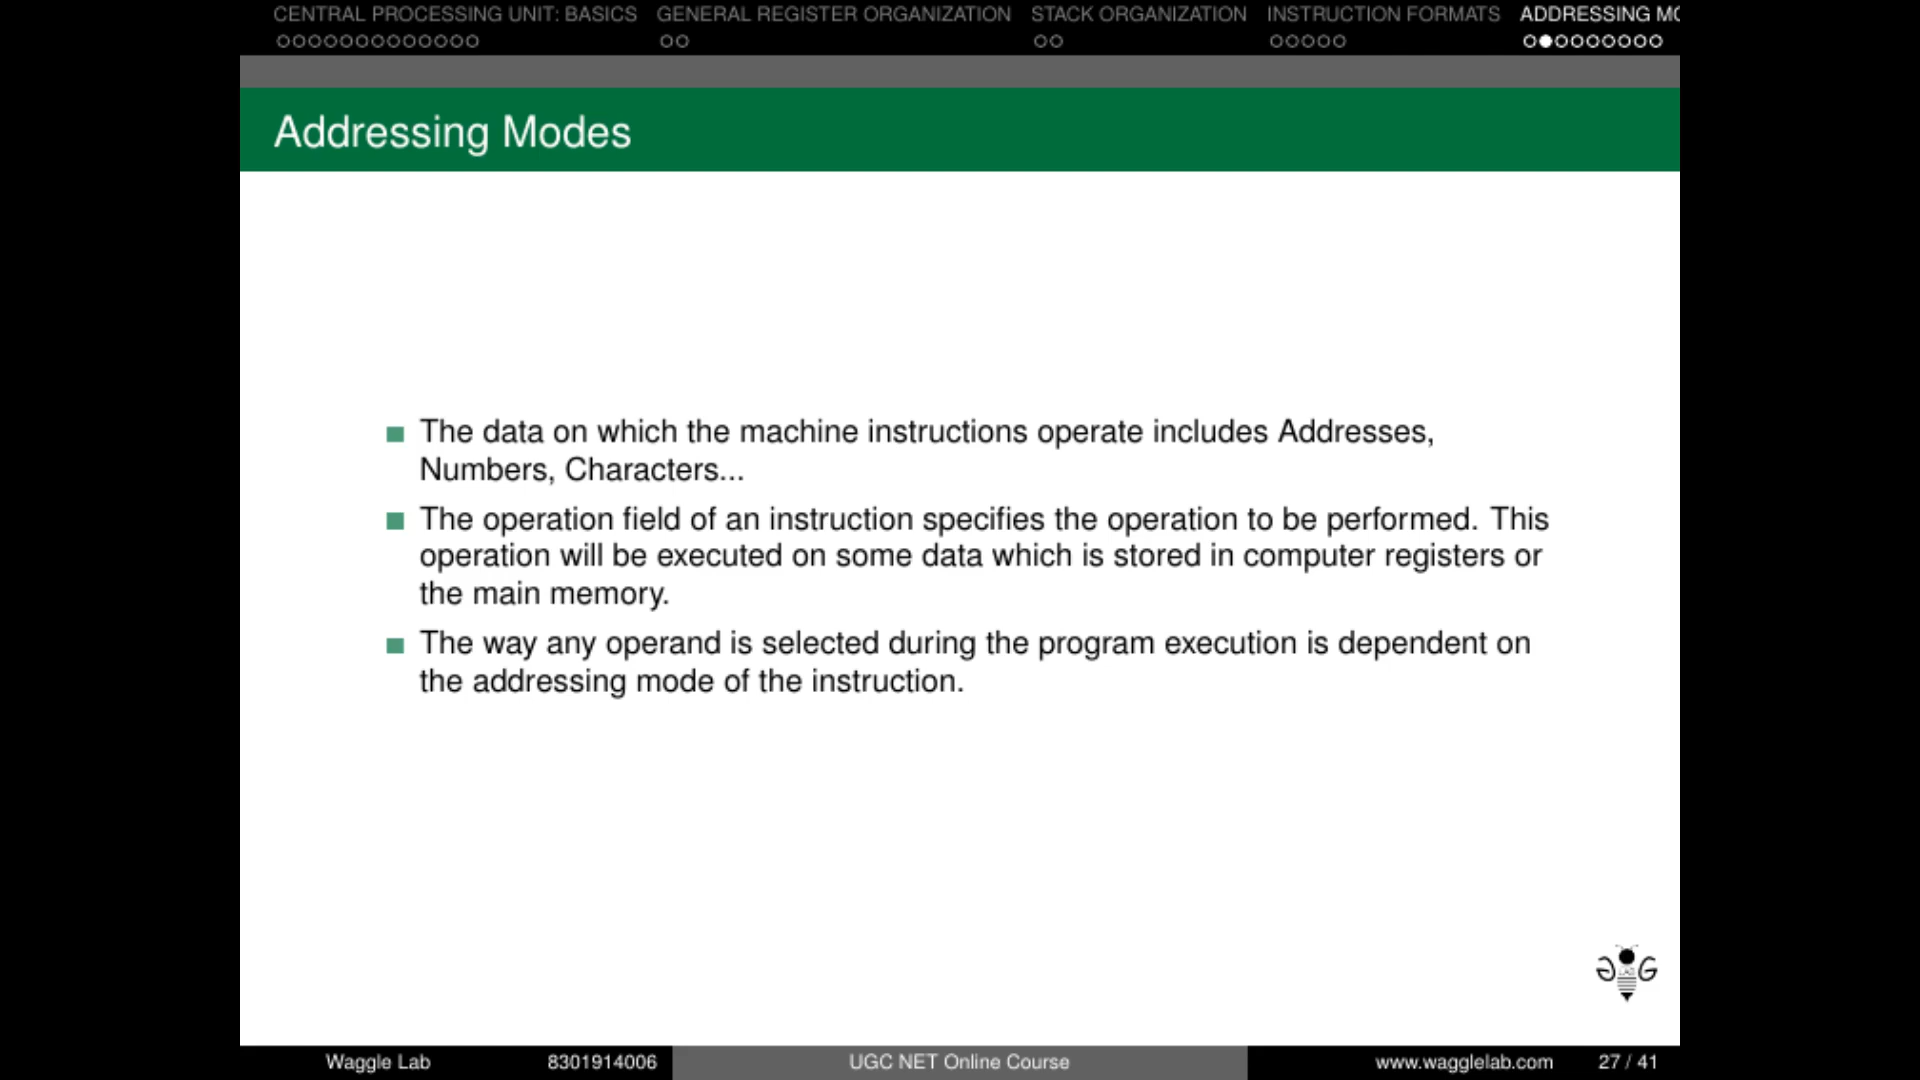 CENTRAL PROCESSING UNIT: BASICS GENERAL REGISTER ORGANIZATION STACK ORGANIZATION INSTRUCTION FORMATS ADDRESSING MO
Addressing Modes
The data on which the machine instructions operate includes Addresses,
Numbers, Characters...
The operation field of an instruction specifies the operation to be performed. This
operation will be executed on some data which is stored in computer registers or
the main memory.
The way any operand is selected during the program execution is dependent on
the addressing mode of the instruction.
Waggle Lab 8301914006 UGC NET Online Course www.wagglelab.com 27 / 41